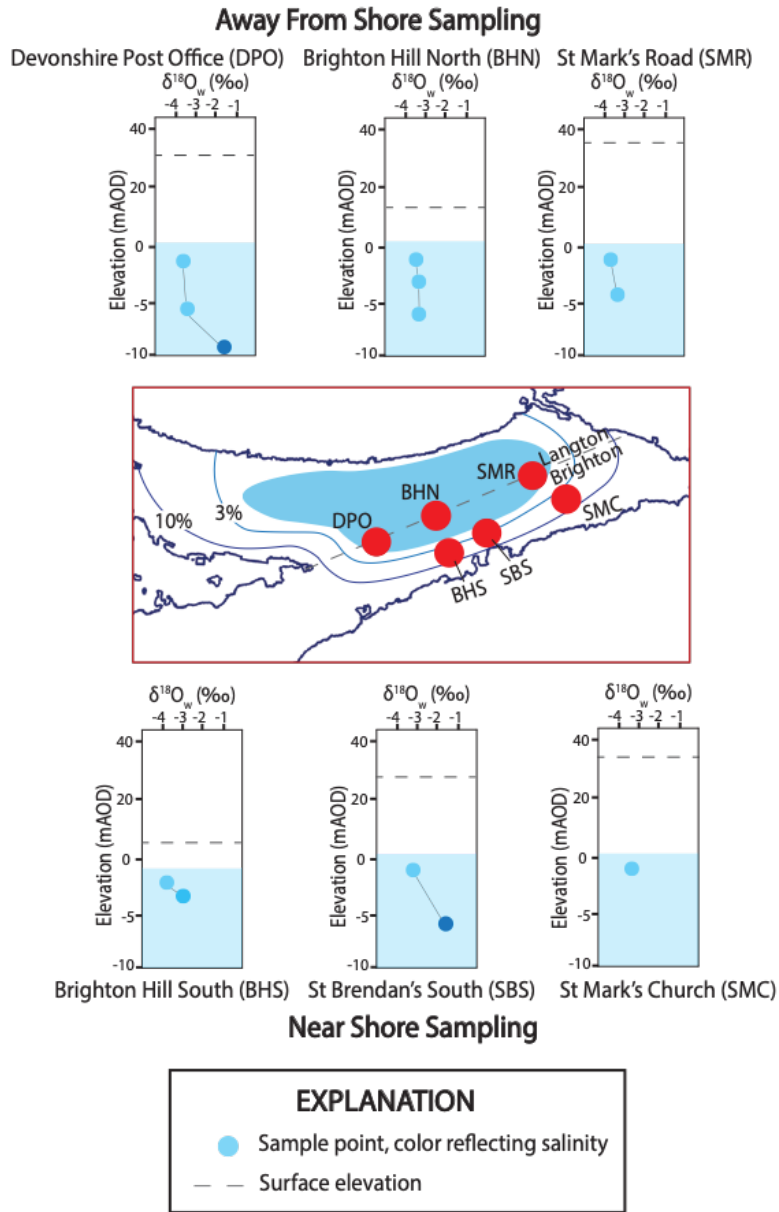 Away From Shore Sampling
Devonshire Post Office (DPO)
δ¹⁸Ow (‰)
-4 -3 -2 -1
Elevation (mAOD)
40
20
0
-5
-10
Brighton Hill North (BHN)
δ¹⁸Ow (‰)
-4 -3 -2 -1
Elevation (mAOD)
40
20
0
-5
-10
St Mark's Road (SMR)
δ¹⁸Ow (‰)
-4 -3 -2 -1
Elevation (mAOD)
40
20
0
-5
-10
Langton
Brighton
SMR
BHN
SMC
3%
10%
DPO
SBS
BHS
δ¹⁸Ow (‰)
-4 -3 -2 -1
Elevation (mAOD)
40
20
0
-5
-10
Brighton Hill South (BHS)
δ¹⁸Ow (‰)
-4 -3 -2 -1
Elevation (mAOD)
40
20
0
-5
-10
St Brendan's South (SBS)
δ¹⁸Ow (‰)
-4 -3 -2 -1
Elevation (mAOD)
40
20
0
-5
-10
St Mark's Church (SMC)
Near Shore Sampling
EXPLANATION
Sample point, color reflecting salinity
Surface elevation